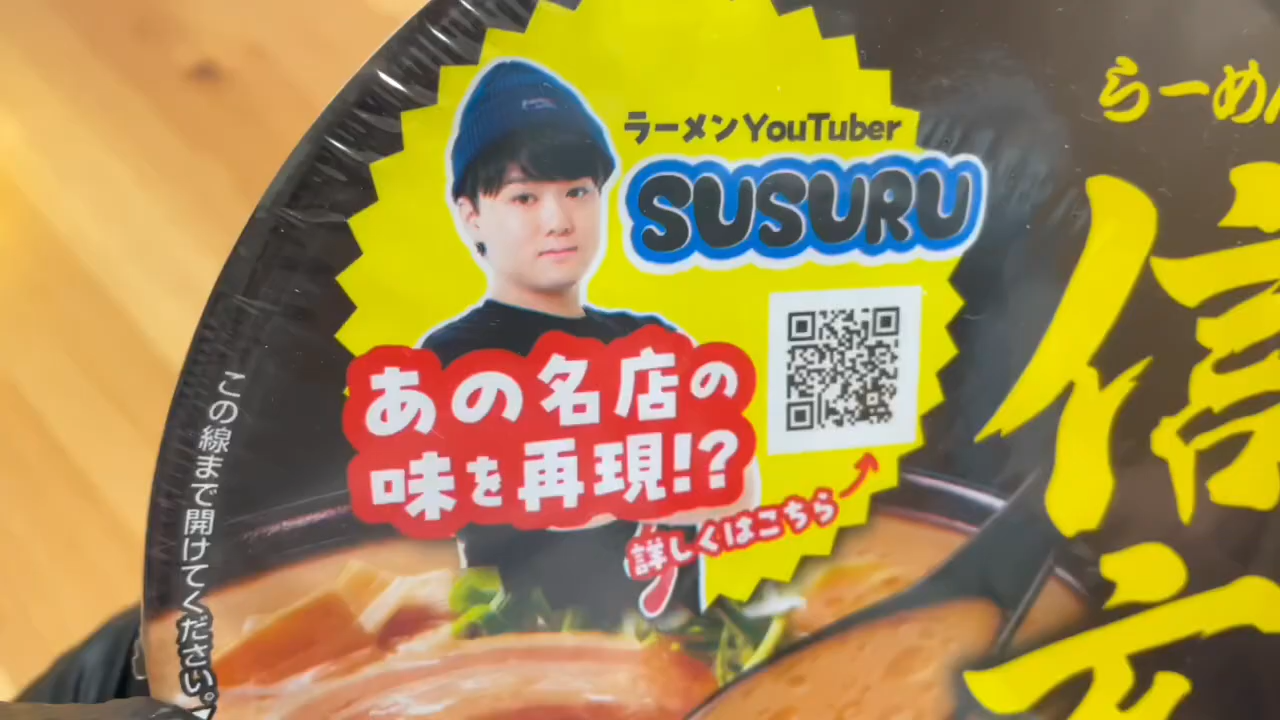 ラーメンYouTuber
SUSURU
あの名店の
味を再現!?
詳しくはこちら
この線まで開けてください。
らーめん
信